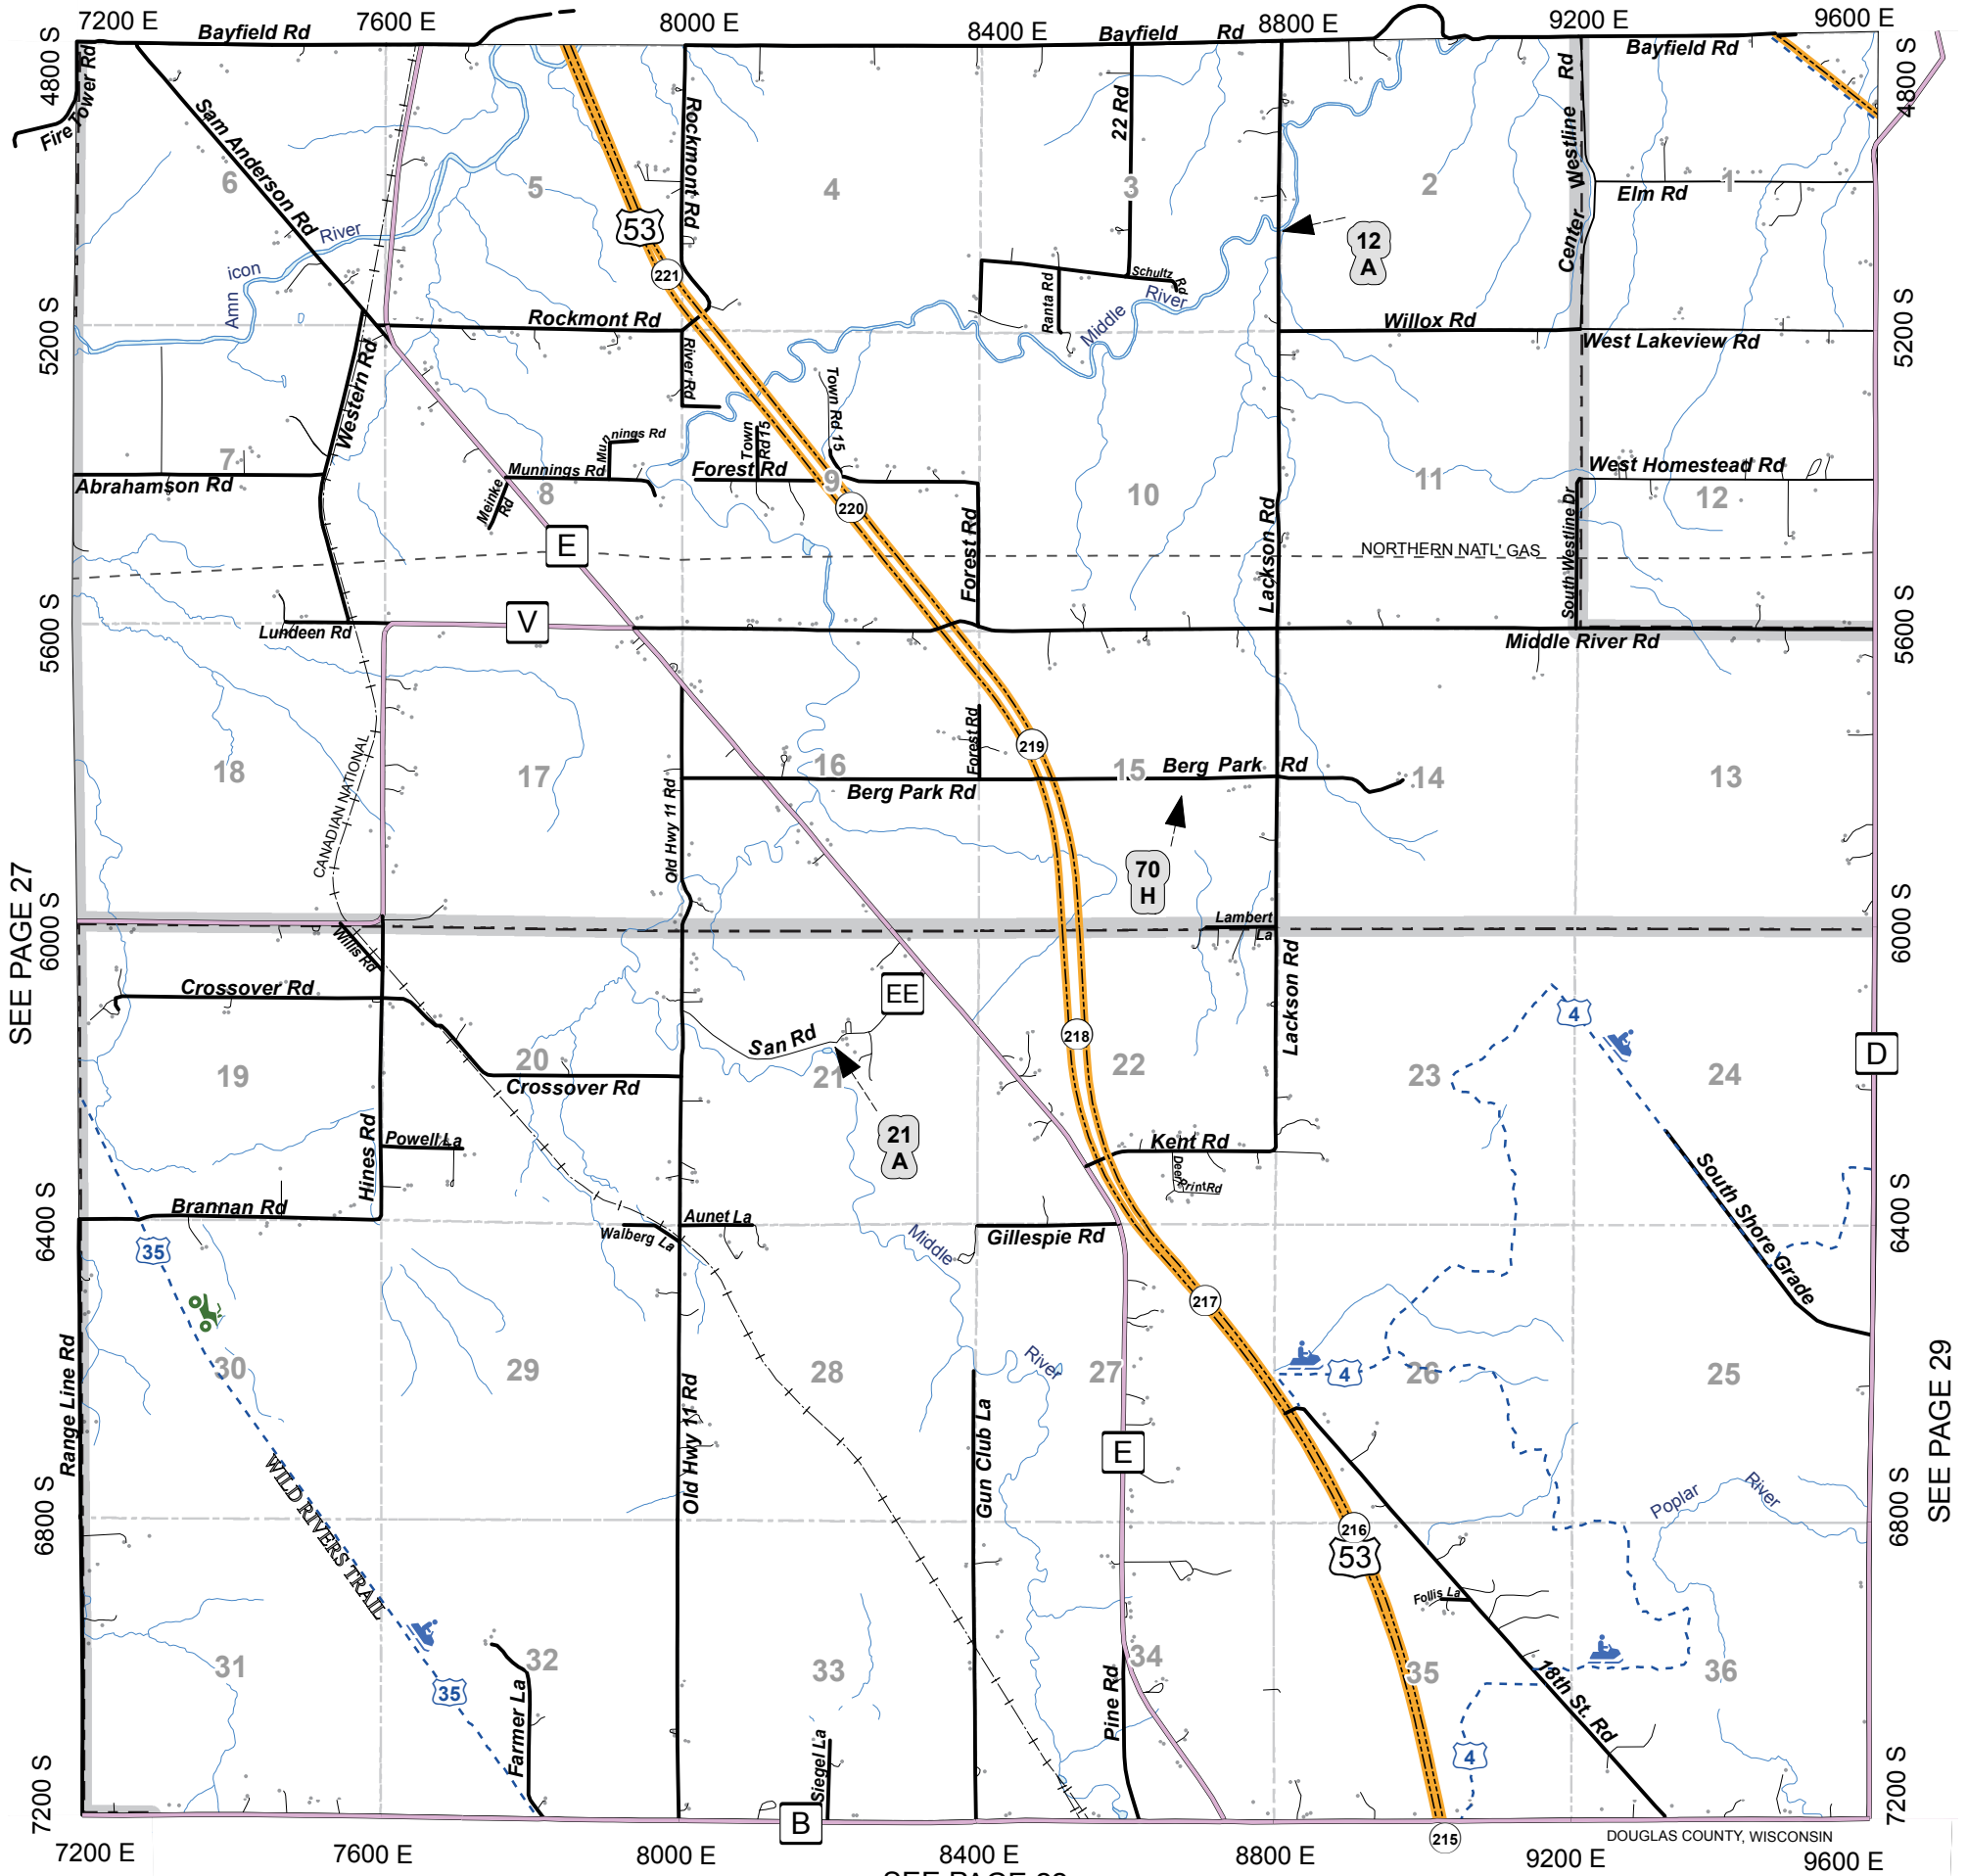 7200 E 7600 E 8000 E 8400 E 8800 E 9200 E 9600 E
Bayfield Rd
Bayfield Rd
Bayfield Rd
4800 S
4800 S
Fire Tower Rd
Sam Anderson Rd
Rockmont Rd
22 Rd
Center Westline Rd
6
5
4
3
2
1
Elm Rd
53
221
Amnicon River
12
A
Schultz Rd
Ranta Rd
Middle River
5200 S
5200 S
Rockmont Rd
Willox Rd
West Lakeview Rd
Western Rd
River Rd
Town Rd 15
Town Rd 15
Munnings Rd
Munnings Rd
Forest Rd
West Homestead Rd
7
8
9
10
11
12
Abrahamson Rd
Meinke Rd
220
Forest Rd
Lackson Rd
South Westline Dr
E
NORTHERN NATL' GAS
V
5600 S
5600 S
Lundeen Rd
Middle River Rd
CANADIAN NATIONAL
Forest Rd
219
18
17
16
15
14
13
Berg Park Rd
Berg Park Rd
Old Hwy 11 Rd
70
H
SEE PAGE 27
6000 S
6000 S
Lambert La
Willis Rd
Crossover Rd
EE
Lackson Rd
4
San Rd
218
D
19
20
21
22
23
24
Crossover Rd
21
A
Hines Rd
Powell La
Kent Rd
Deer Print Rd
South Shore Grade
Brannan Rd
6400 S
6400 S
Aunet La
Walberg La
Gillespie Rd
Middle River
35
217
Range Line Rd
30
29
28
27
26
25
4
Old Hwy 11 Rd
Gun Club La
E
SEE PAGE 29
WILD RIVERS TRAIL
6800 S
6800 S
Poplar River
216
53
Follis La
31
32
33
34
35
36
35
Farmer La
Siegel La
Pine Rd
18th St. Rd
4
7200 S
7200 S
B
215
DOUGLAS COUNTY, WISCONSIN
7200 E 7600 E 8000 E 8400 E 8800 E 9200 E 9600 E